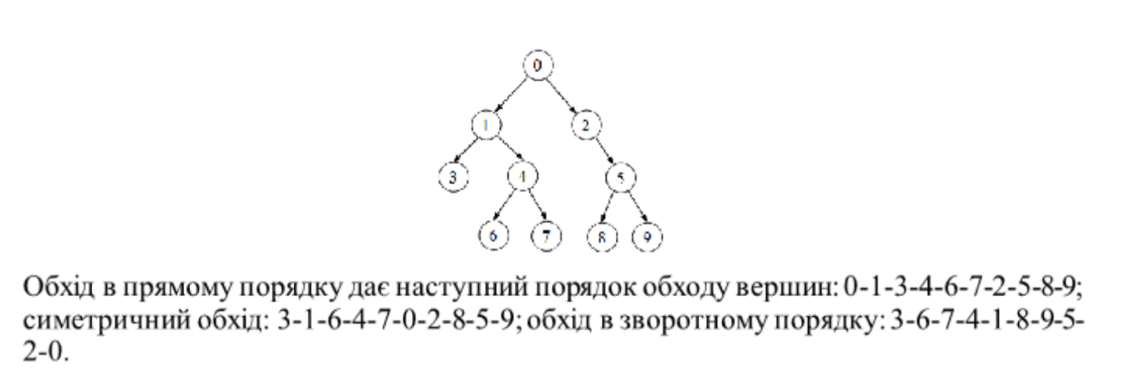 0
1 2
3 4 5
6 7 8 9
Обхід в прямому порядку дає наступний порядок обходу вершин: 0-1-3-4-6-7-2-5-8-9;
симетричний обхід: 3-1-6-4-7-0-2-8-5-9; обхід в зворотному порядку: 3-6-7-4-1-8-9-5-
2-0.